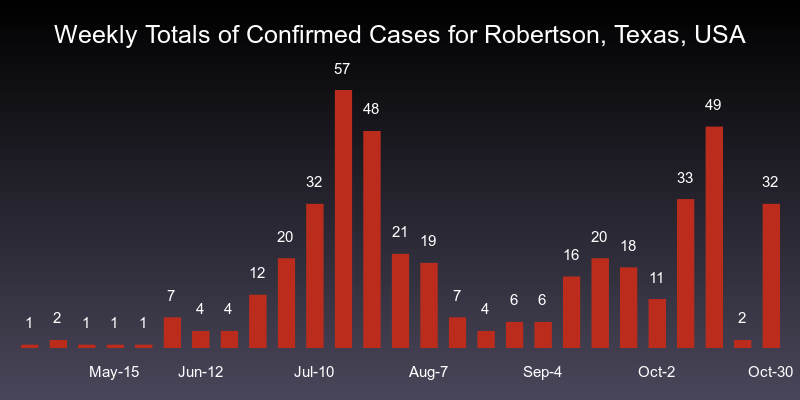 Weekly Totals of Confirmed Cases for Robertson, Texas, USA
1 2 1 1 1 7 4 4 12 20 32 57 48 21 19 7 4 6 6 16 20 18 11 33 49 2 32
May-15 Jun-12 Jul-10 Aug-7 Sep-4 Oct-2 Oct-30